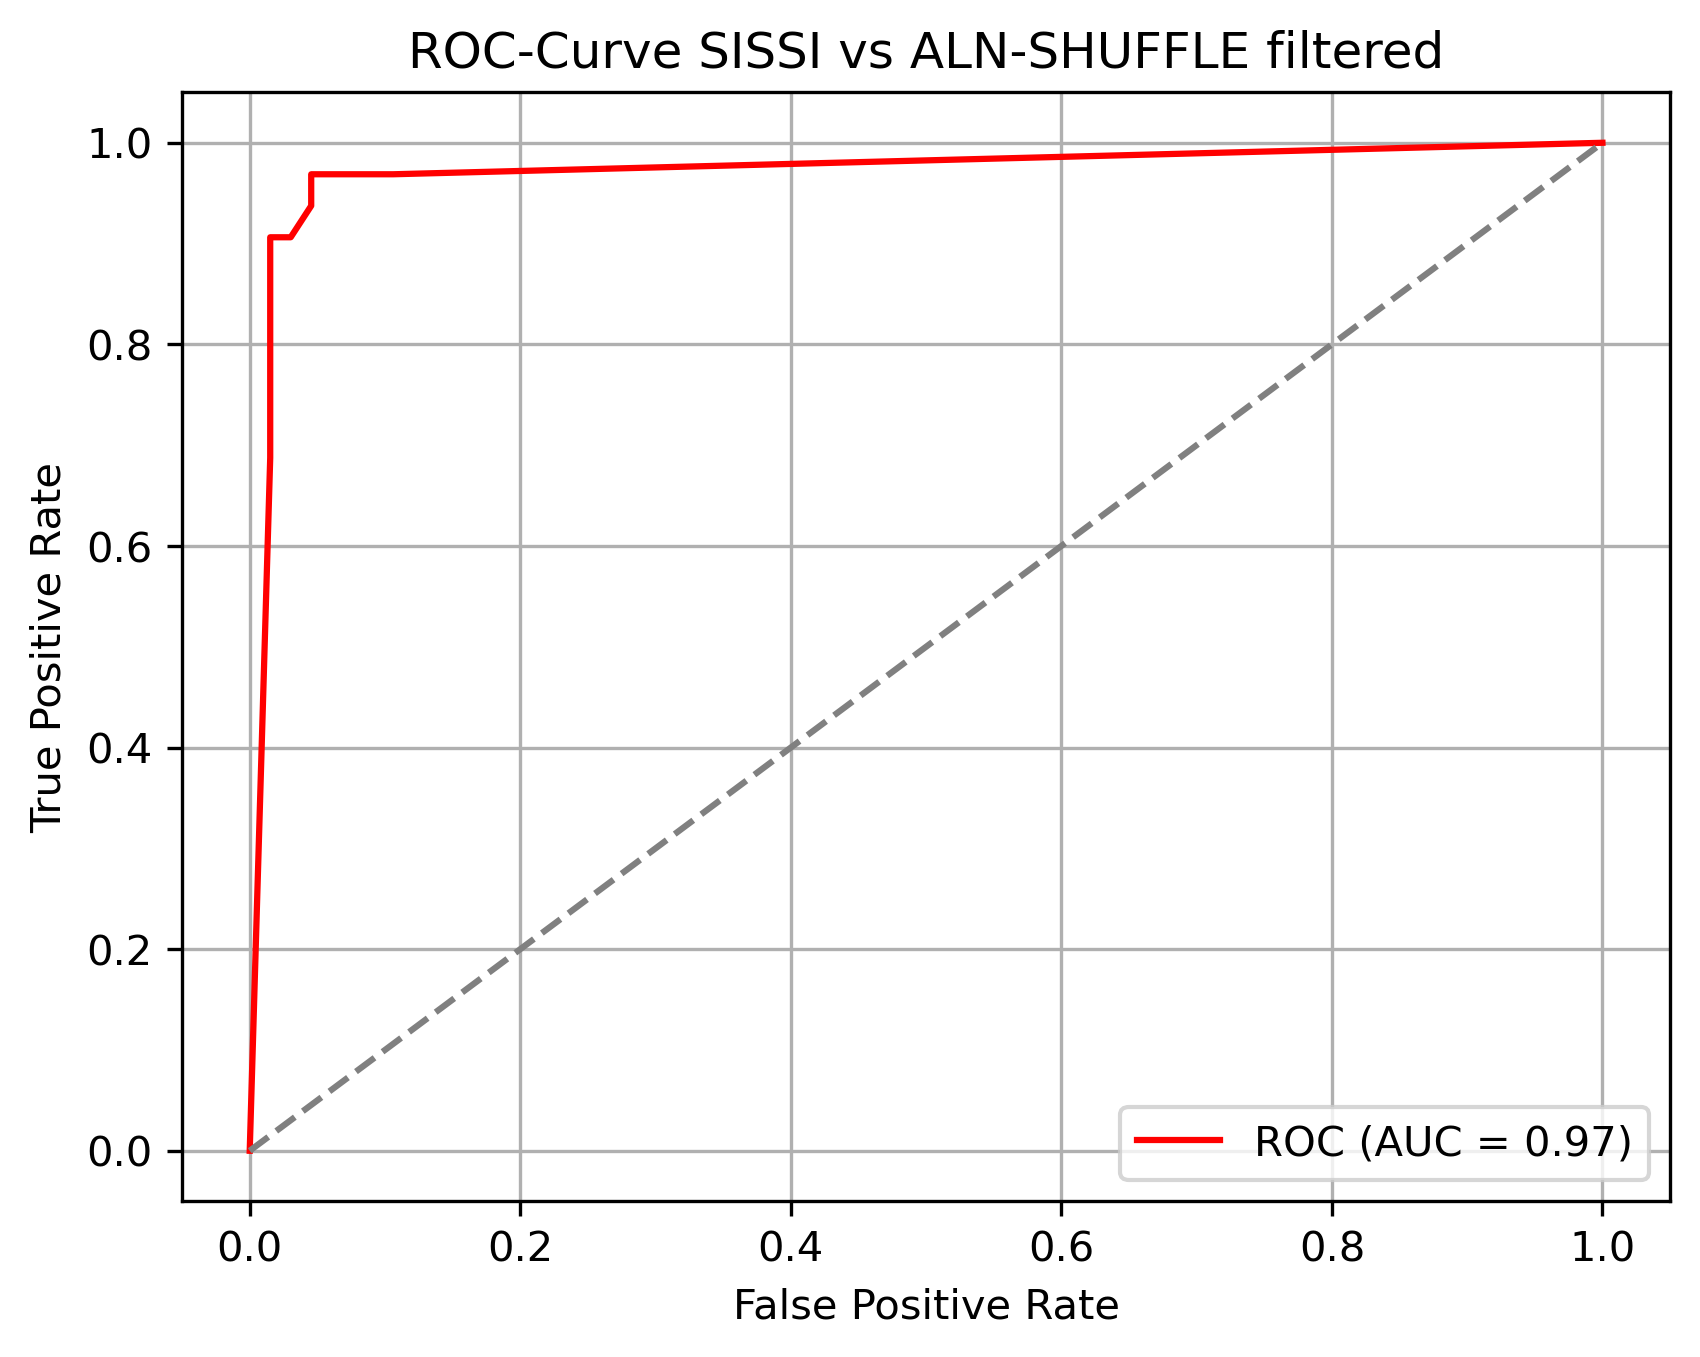 ROC-Curve SISSI vs ALN-SHUFFLE filtered
True Positive Rate
1.0
0.8
0.6
0.4
0.2
0.0
ROC (AUC = 0.97)
0.0 0.2 0.4 0.6 0.8 1.0
False Positive Rate